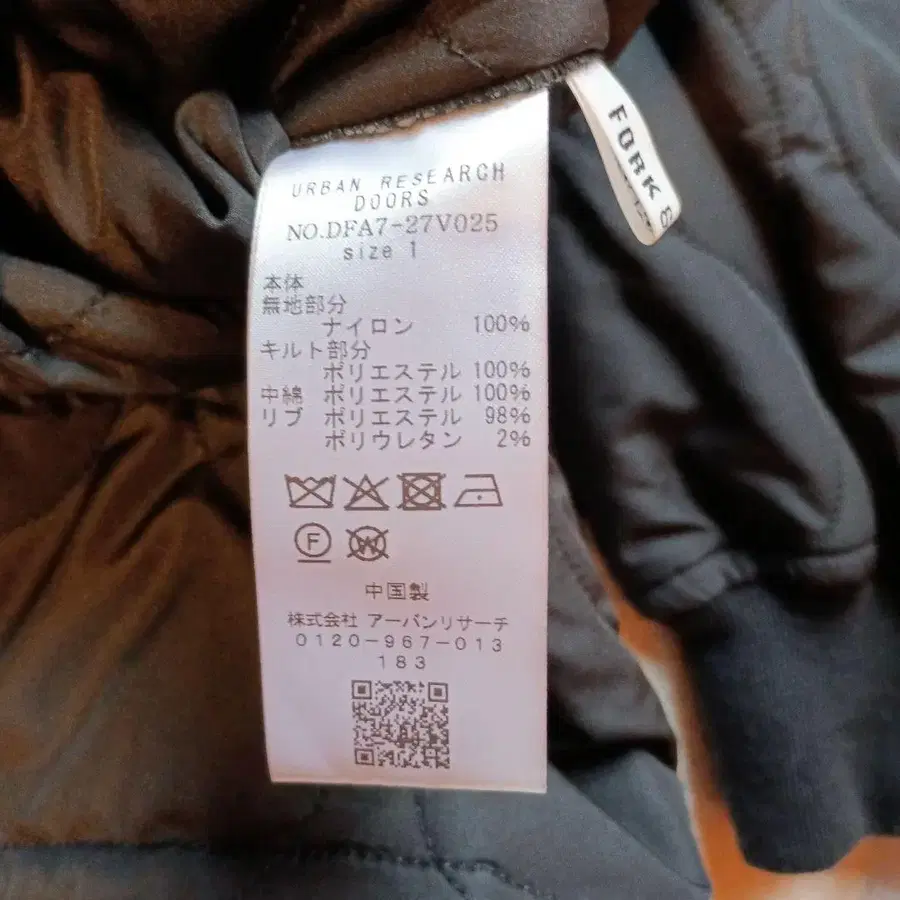 URBAN RESEARCH
DOORS
NO.DFA7-27V025
size 1
本体
無地部分
ナイロン 100%
キルト部分
ポリエステル 100%
中綿 ポリエステル 100%
リブ ポリエステル 98%
ポリウレタン 2%
F
W
中国製
株式会社 アーバンリサーチ
0120-967-013
183
FORK